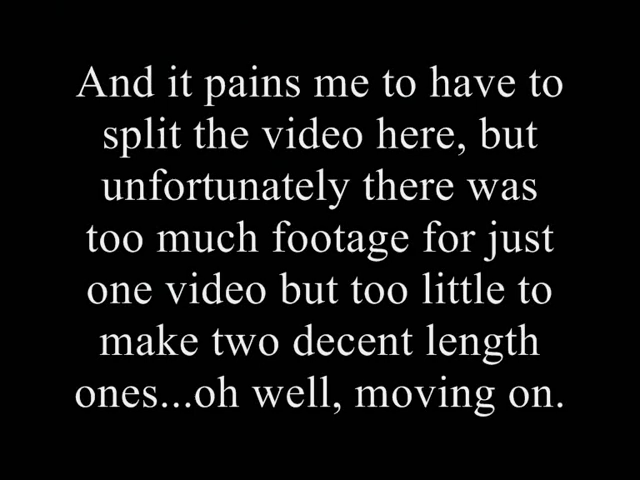 And it pains me to have to
split the video here, but
unfortunately there was
too much footage for just
one video but too little to
make two decent length
ones...oh well, moving on.